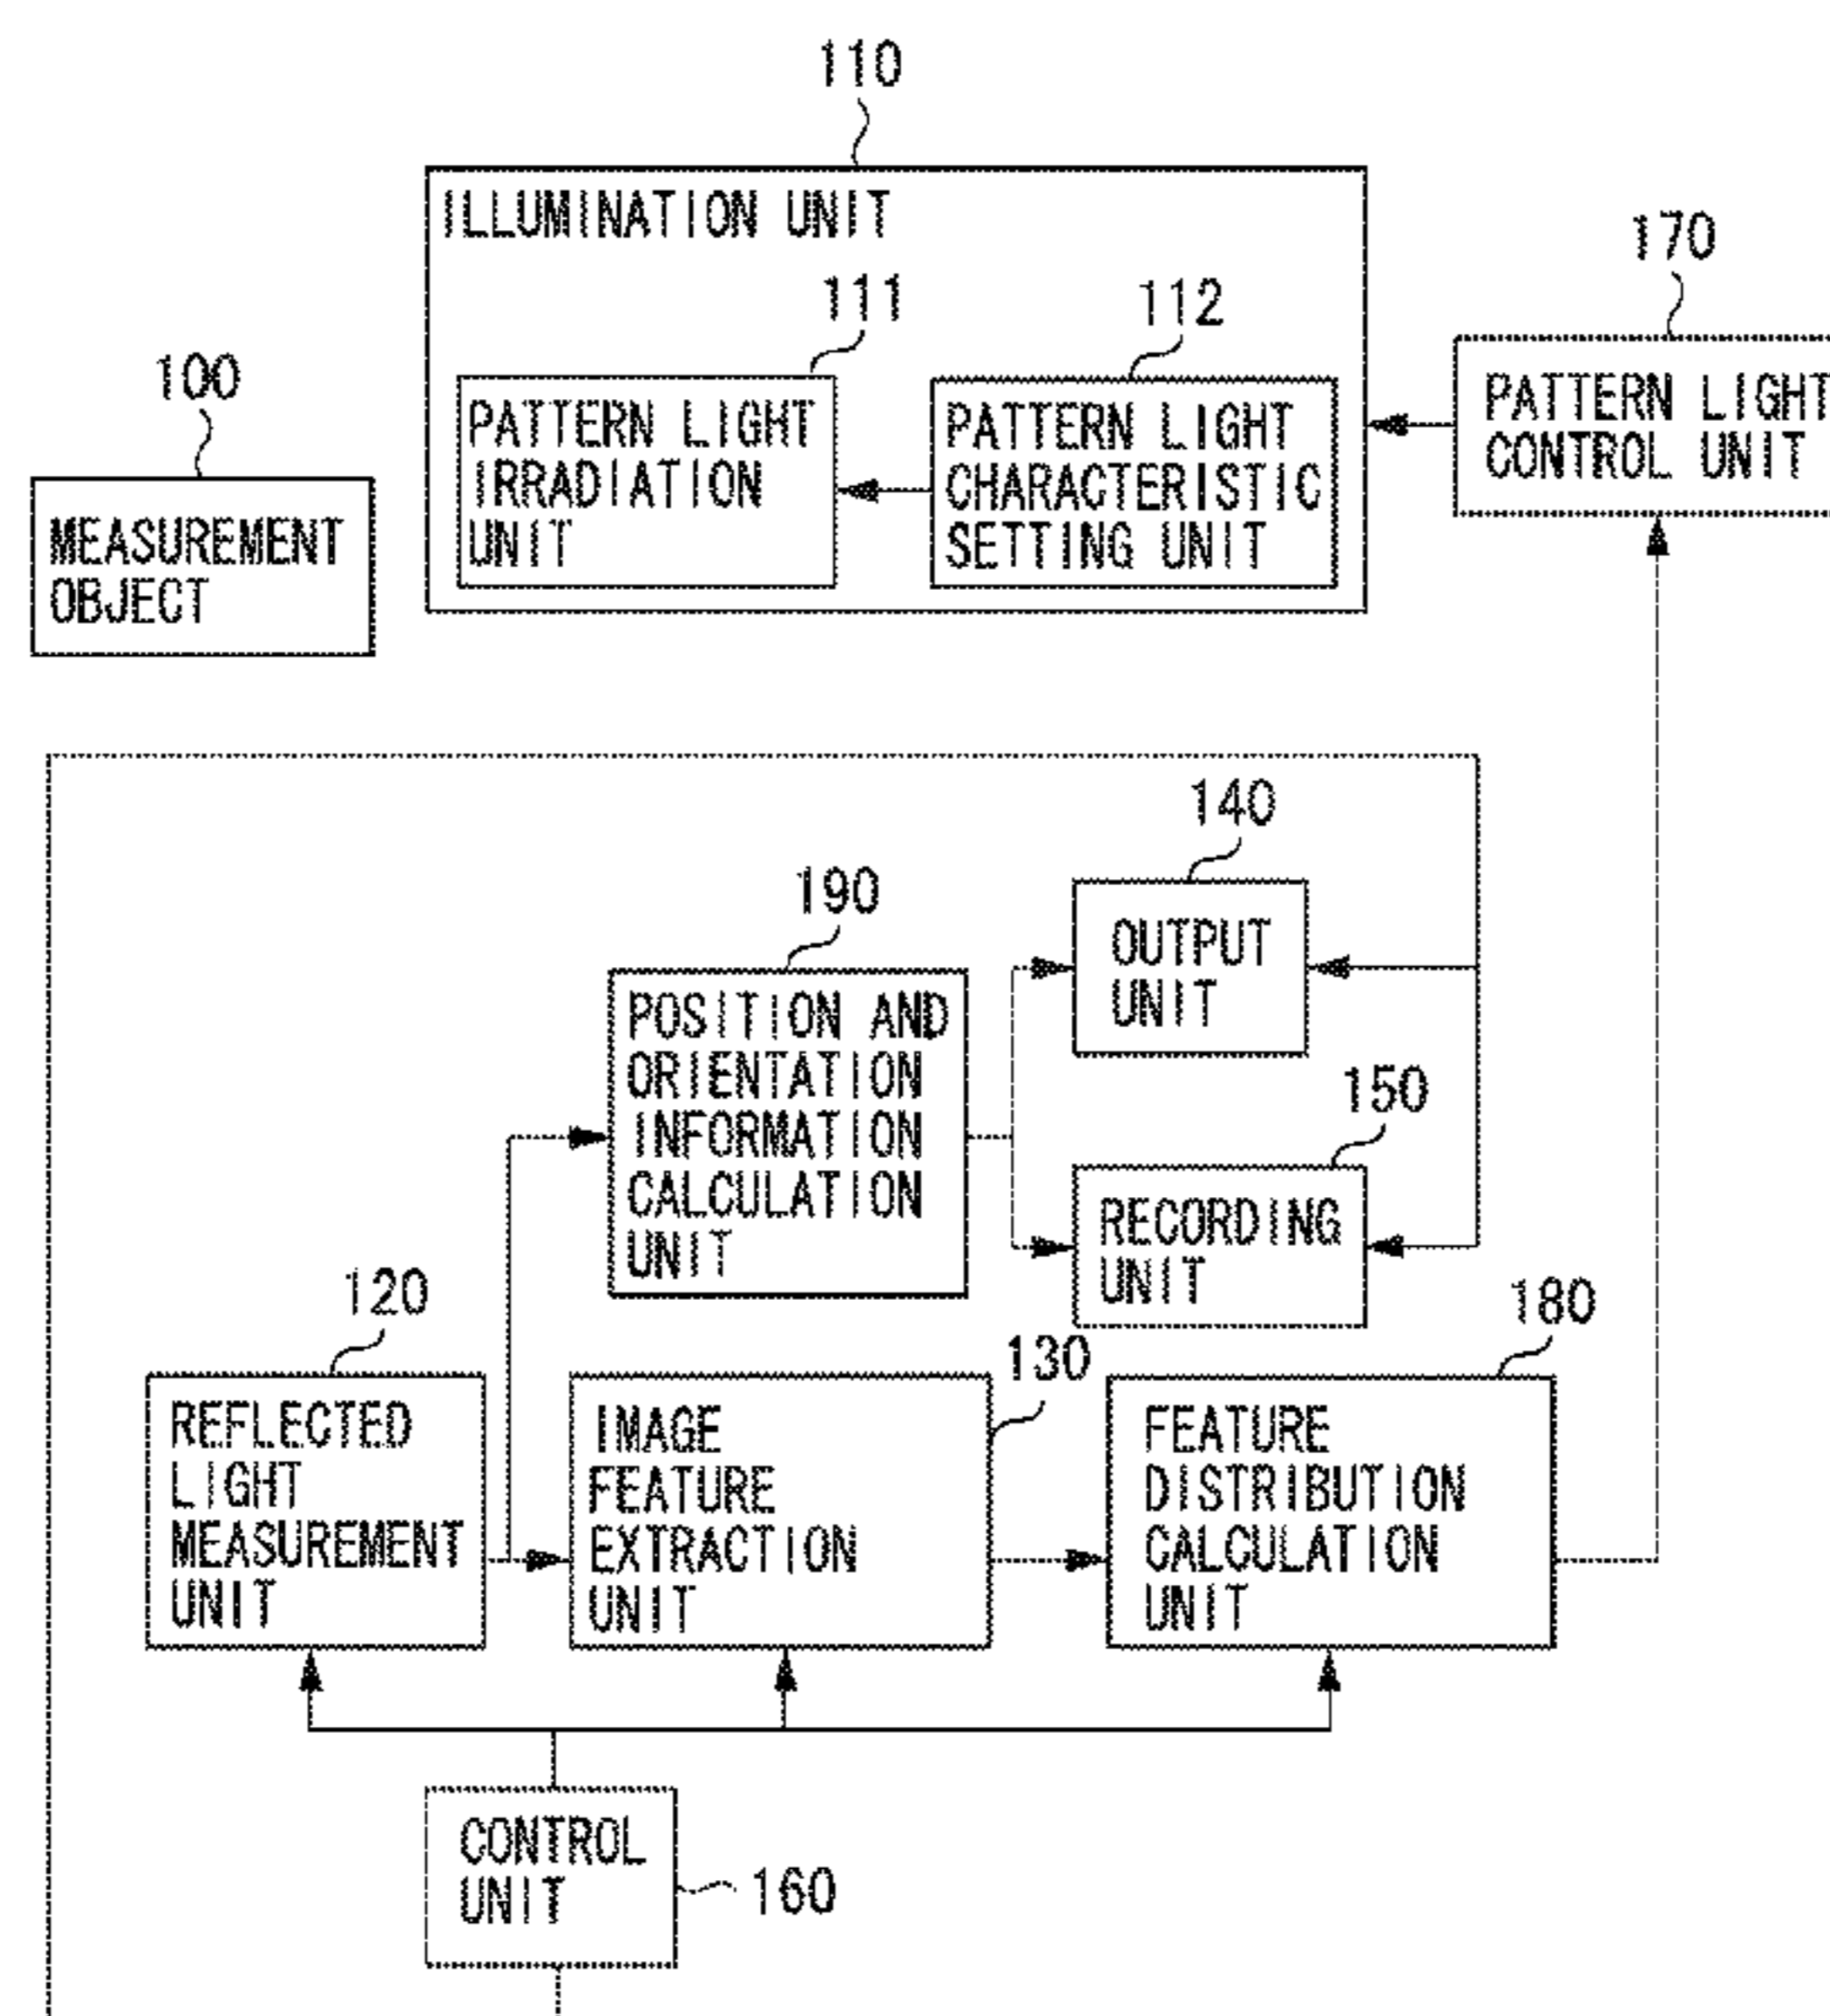 110
ILLUMINATION UNIT
170
111
112
100
PATTERN LIGHT
CONTROL UNIT
PATTERN LIGHT
IRRADIATION
UNIT
PATTERN LIGHT
CHARACTERISTIC
SETTING UNIT
MEASUREMENT
OBJECT
140
190
OUTPUT
UNIT
POSITION AND
ORIENTATION
INFORMATION
CALCULATION
UNIT
150
RECORDING
UNIT
120
180
130
REFLECTED
LIGHT
MEASUREMENT
UNIT
IMAGE
FEATURE
EXTRACTION
UNIT
FEATURE
DISTRIBUTION
CALCULATION
UNIT
CONTROL
UNIT
160